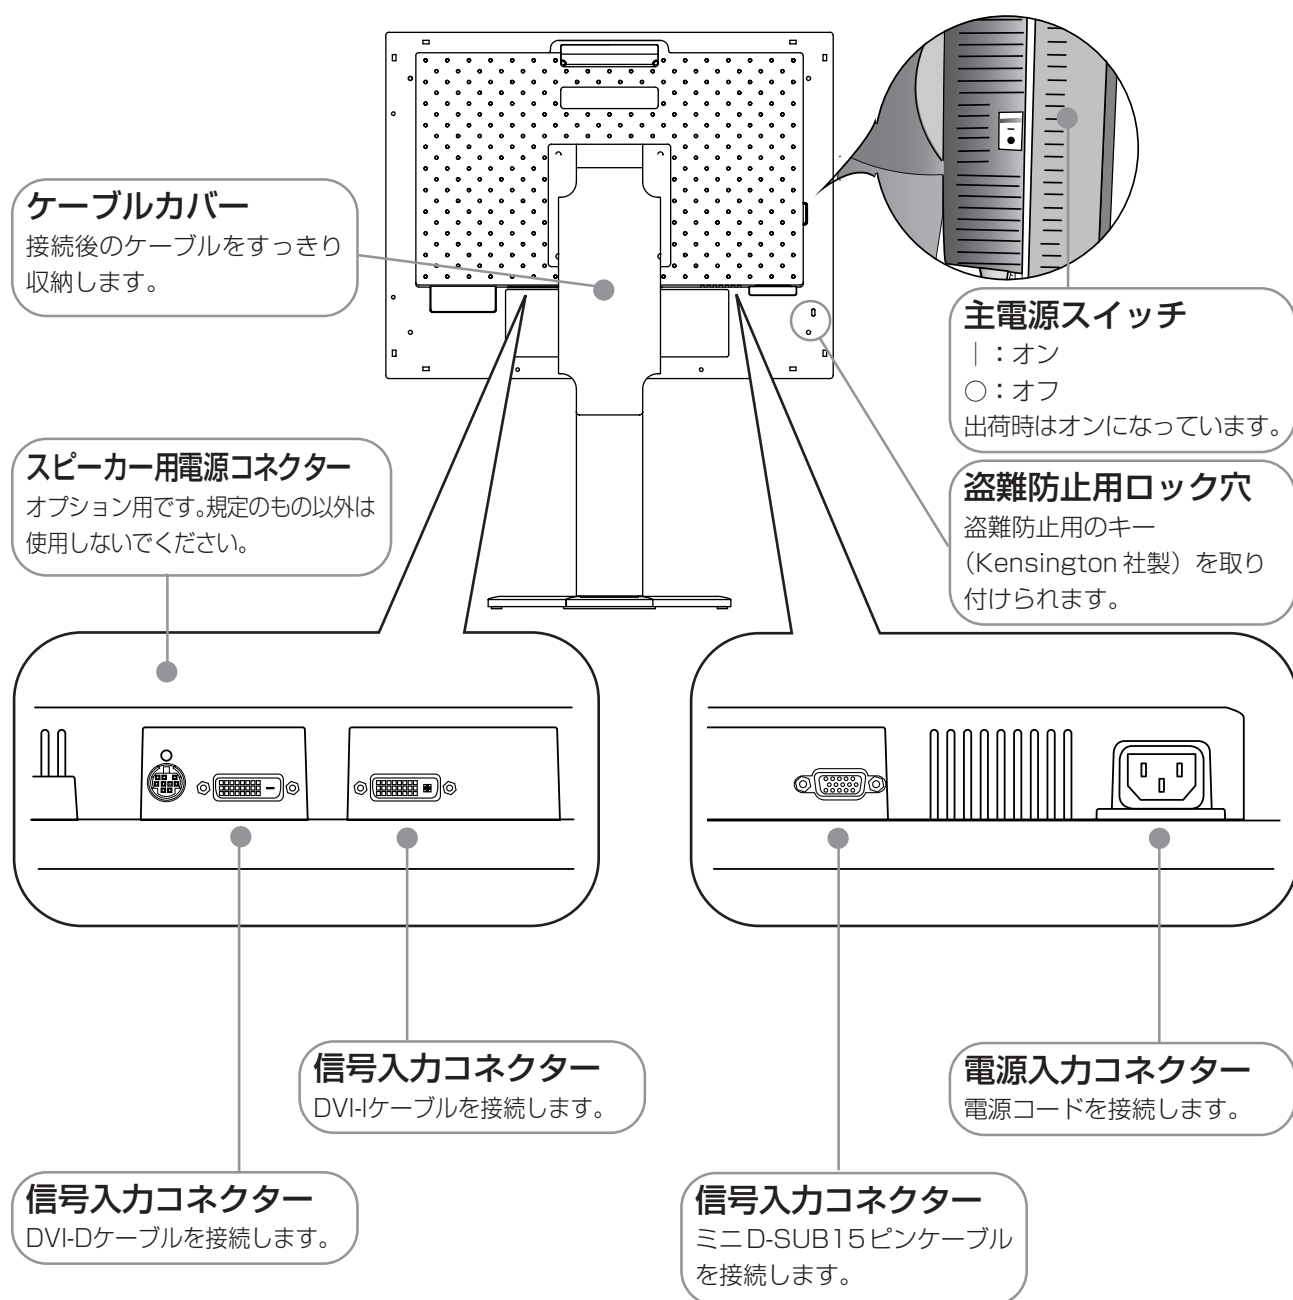 ケーブルカバー
接続後のケーブルをすっきり
収納します。
主電源スイッチ
｜：オン
○：オフ
出荷時はオンになっています。
スピーカー用電源コネクター
オプション用です。規定のもの以外は
使用しないでください。
盗難防止用ロック穴
盗難防止用のキー
（Kensington 社製）を取り
付けられます。
信号入力コネクター
DVI-Iケーブルを接続します。
電源入力コネクター
電源コードを接続します。
信号入力コネクター
DVI-Dケーブルを接続します。
信号入力コネクター
ミニD-SUB15ピンケーブル
を接続します。